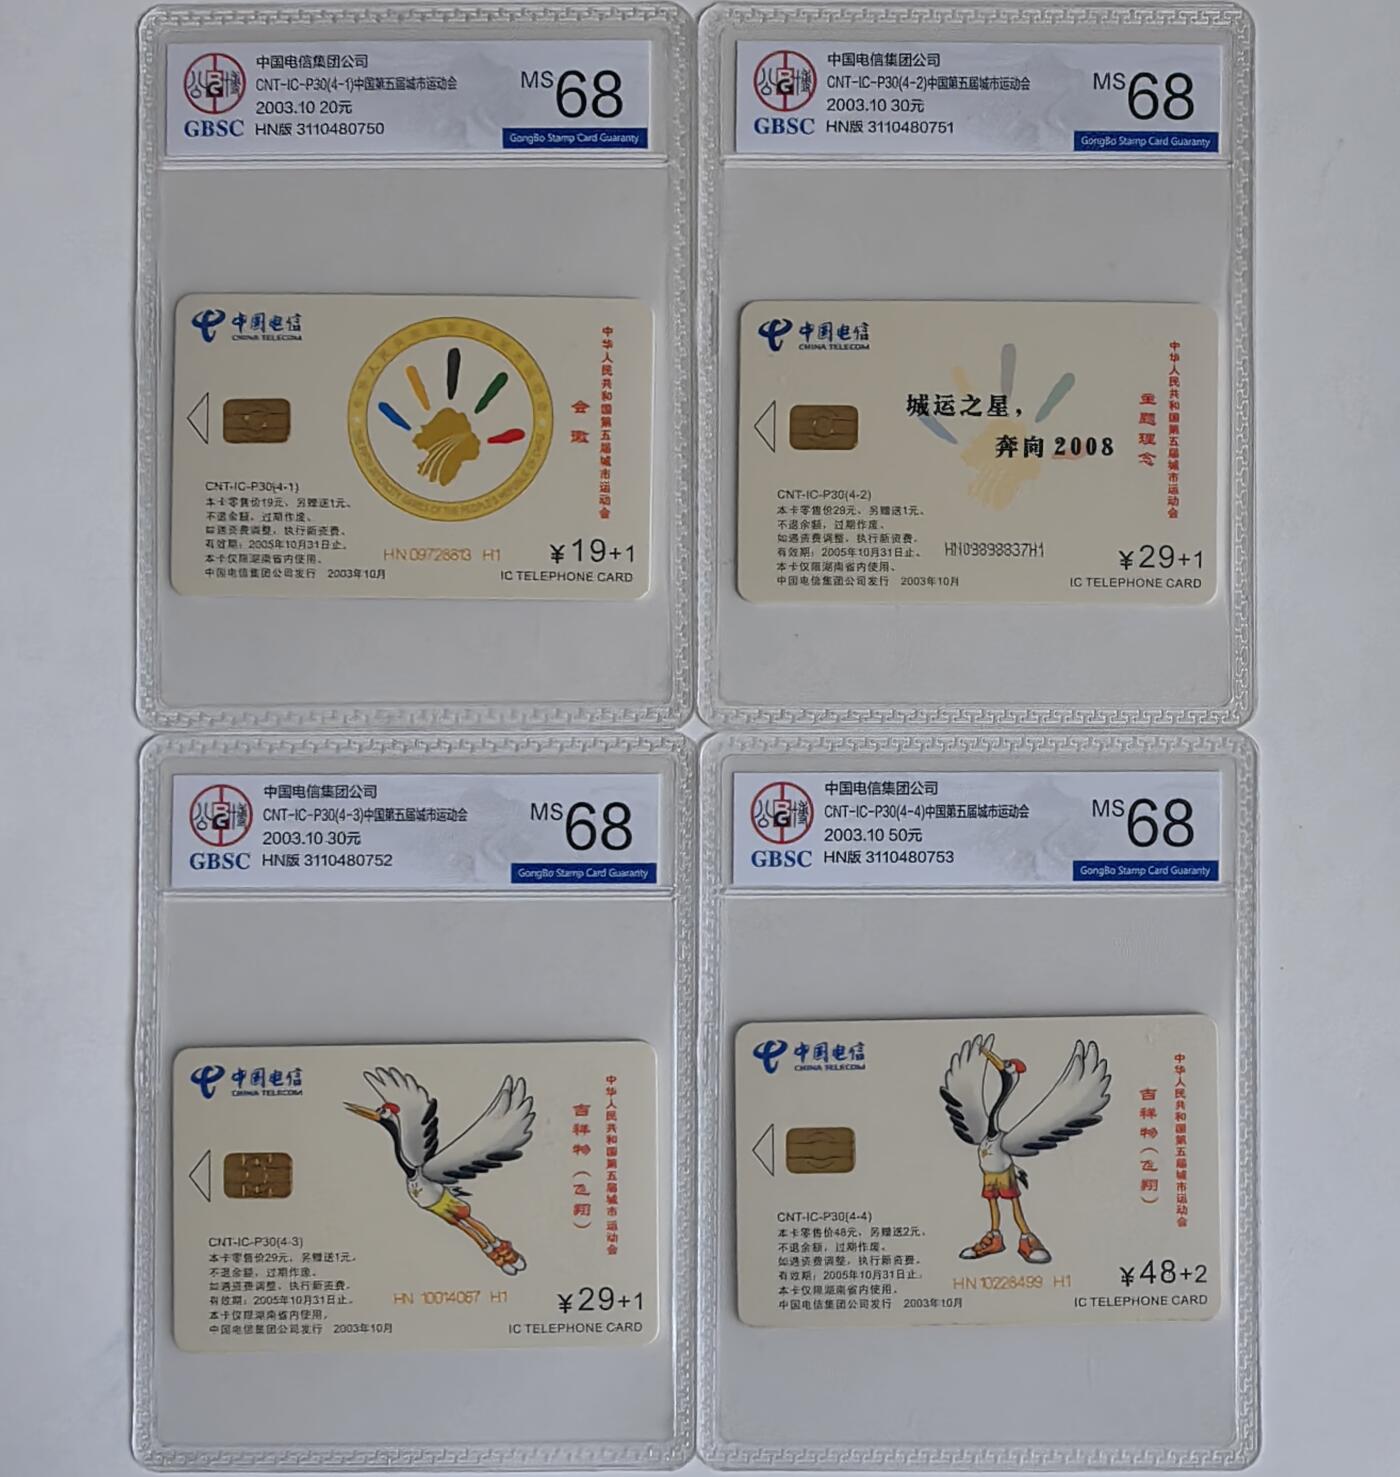 中国电信集团公司
CNT-IC-P30(4-1)中国第五届城市运动会
2003.10 20元
HN版 3110480750
GBSC
MS 68
GongBo Stamp Card Guaranty
中国电信
CHINA TELECOM
中华人民共和国第五届城市运动会
会徽
CNT-IC-P30(4-1)
本卡零售价19元、另赠送1元、
不退余额、过期作废、
如遇资费调整，执行新资费、
有效期：2005年10月31日止、
本卡仅限湖南省内使用、
中国电信集团公司发行 2003年10月
HN 09728813 H1
¥19+1
IC TELEPHONE CARD
中国电信集团公司
CNT-IC-P30(4-2)中国第五届城市运动会
2003.10 30元
HN版 3110480751
GBSC
MS 68
GongBo Stamp Card Guaranty
中国电信
CHINA TELECOM
城运之星，
奔向2008
中华人民共和国第五届城市运动会
主题理念
CNT-IC-P30(4-2)
本卡零售价29元，另赠送1元、
不退余额，过期作废、
如遇资费调整，执行新资费、
有效期：2005年10月31日止、
本卡仅限湖南省内使用、
中国电信集团公司发行 2003年10月
HN09898837H1
¥29+1
IC TELEPHONE CARD
中国电信集团公司
CNT-IC-P30(4-3)中国第五届城市运动会
2003.10 30元
HN版 3110480752
GBSC
MS 68
GongBo Stamp Card Guaranty
中国电信
CHINA TELECOM
中华人民共和国第五届城市运动会
吉祥物（飞翔）
CNT-IC-P30(4-3)
本卡零售价29元，另赠送1元、
不退余额，过期作废、
如遇资费调整，执行新资费、
有效期：2005年10月31日止、
本卡仅限湖南省内使用，
中国电信集团公司发行 2003年10月
HN 10014067 H1
¥29+1
IC TELEPHONE CARD
中国电信集团公司
CNT-IC-P30(4-4)中国第五届城市运动会
2003.10 50元
HN版 3110480753
GBSC
MS 68
GongBo Stamp Card Guaranty
中国电信
CHINA TELECOM
中华人民共和国第五届城市运动会
吉祥物（飞翔）
CNT-IC-P30(4-4)
本卡零售价48元，另赠送2元、
不退余额，过期作废、
如遇资费调整，执行新资费、
有效期：2005年10月31日止、
本卡仅限湖南省内使用、
中国电信集团公司发行 2003年10月
HN 10226499 H1
¥48+2
IC TELEPHONE CARD